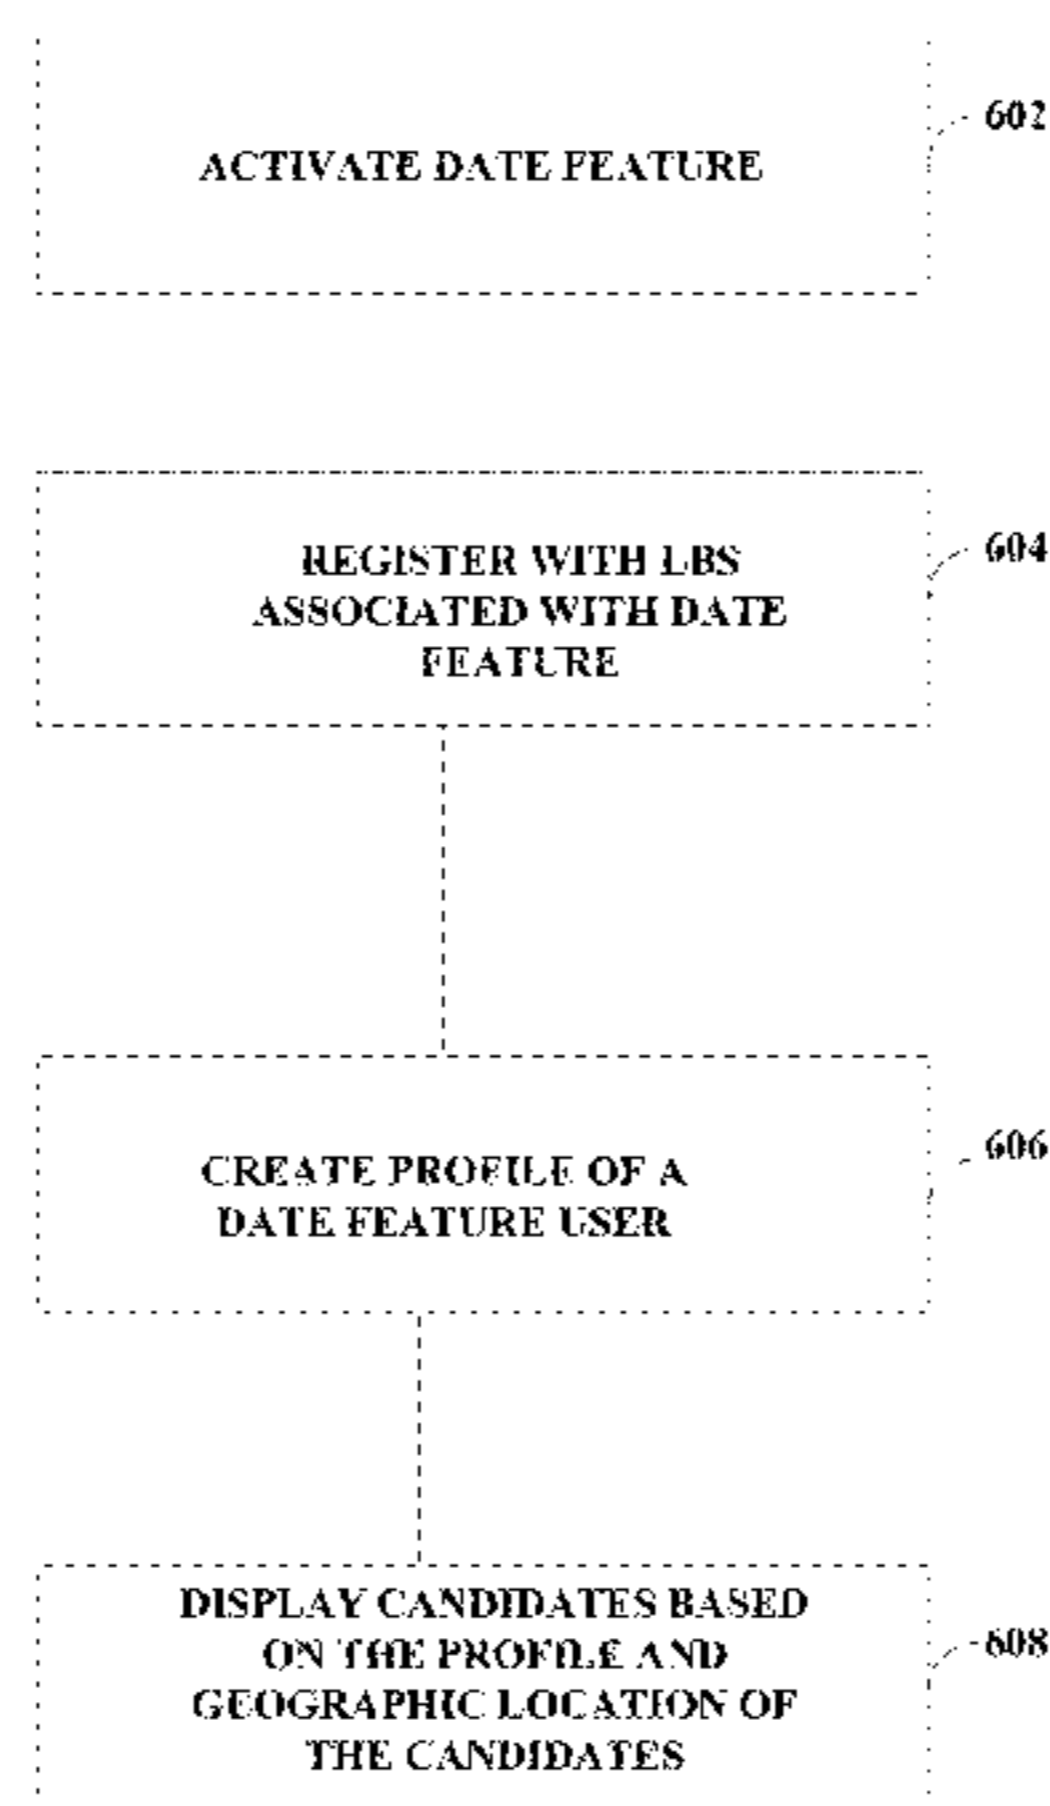 602
ACTIVATE DATE FEATURE
604
REGISTER WITH LBS
ASSOCIATED WITH DATE
FEATURE
606
CREATE PROFILE OF A
DATE FEATURE USER
608
DISPLAY CANDIDATES BASED
ON THE PROFILE AND
GEOGRAPHIC LOCATION OF
THE CANDIDATES